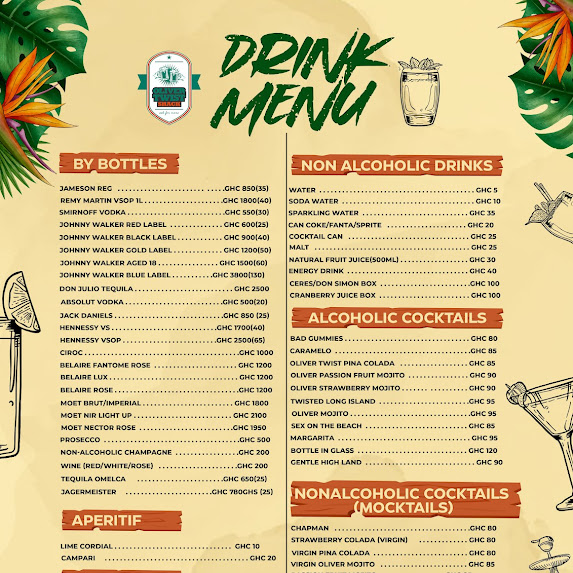 DRINK
MENU
OLIVER
TWIST
BY BOTTLES
JAMESON REG ..........GHC 850(35)
REMY MARTIN VSOP 1L..........GHC 1800(40)
SMIRNOFF VODKA..........GHC 550(30)
JOHNNY WALKER RED LABEL..........GHC 600(25)
JOHNNY WALKER BLACK LABEL..........GHC 900(40)
JOHNNY WALKER GOLD LABEL..........GHC 1200(50)
JOHNNY WALKER AGED 18..........GHC 1500(60)
JOHNNY WALKER BLUE LABEL..........GHC 3800(130)
DON JULIO TEQUILA..........GHC 2500
ABSOLUT VODKA..........GHC 500(20)
JACK DANIELS..........GHC 850 (25)
HENNESSY VS..........GHC 1700(40)
HENNESSY VSOP..........GHC 2500(65)
CIROC..........GHC 1000
BELAIRE FANTOME ROSE ..........GHC 1200
BELAIRE LUX..........GHC 1200
BELAIRE ROSE..........GHC 1200
MOET BRUT/IMPERIAL..........GHC 1800
MOET NIR LIGHT UP..........GHC 2100
MOET NECTOR ROSE ..........GHC 1950
PROSECCO ..........GHC 500
NON-ALCOHOLIC CHAMPAGNE ..........GHC 200
WINE (RED/WHITE/ROSE) ..........GHC 200
TEQUILA OMELCA ..........GHC 650(25)
JAGERMEISTER ..........GHC 780GHS (25)
APERITIF
LIME CORDIAL..........GHC 10
CAMPARI ..........GHC 20
NON ALCOHOLIC DRINKS
WATER ..........GHC 5
SODA WATER ..........GHC 10
SPARKLING WATER ..........GHC 35
CAN COKE/FANTA/SPRITE ..........GHC 20
COCKTAIL CAN ..........GHC 25
MALT ..........GHC 25
NATURAL FRUIT JUICE(500ML)..........GHC 30
ENERGY DRINK..........GHC 40
CERES/DON SIMON BOX ..........GHC 100
CRANBERRY JUICE BOX ..........GHC 100
ALCOHOLIC COCKTAILS
BAD GUMMIES..........GHC 80
CARAMELO ..........GHC 85
OLIVER TWIST PINA COLADA ..........GHC 85
OLIVER PASSION FRUIT MOJITO ..........GHC 90
OLIVER STRAWBERRY MOJITO..........GHC 90
TWISTED LONG ISLAND..........GHC 95
OLIVER MOJITO..........GHC 95
SEX ON THE BEACH ..........GHC 85
MARGARITA ..........GHC 95
BOTTLE IN GLASS..........GHC 120
GENTLE HIGH LAND ..........GHC 90
NONALCOHOLIC COCKTAILS
(MOCKTAILS)
CHAPMAN ..........GHC 80
STRAWBERRY COLADA (VIRGIN) ..........GHC 80
VIRGIN PINA COLADA..........GHC 80
VIRGIN OLIVER MOJITO ..........GHC 85